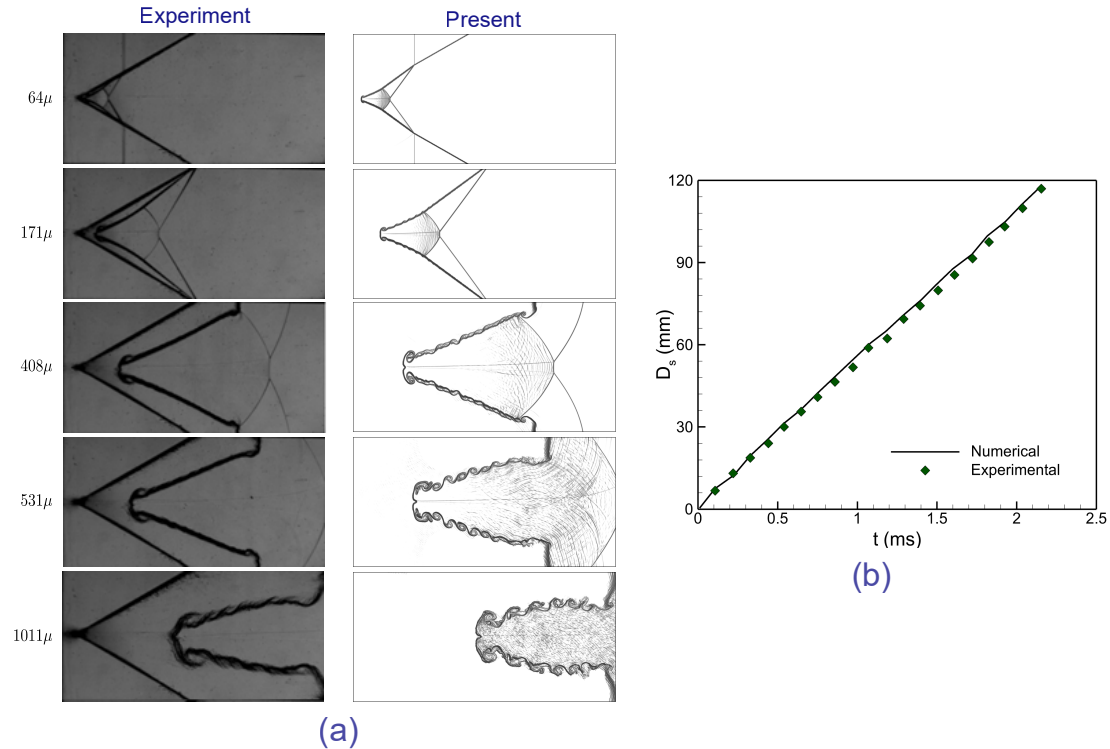 Experiment Present
64μ
171μ
408μ
531μ
1011μ
(a)
120
90
60
30
0
D_s (mm)
Numerical
Experimental
0 0.5 1 1.5 2 2.5
t (ms)
(b)